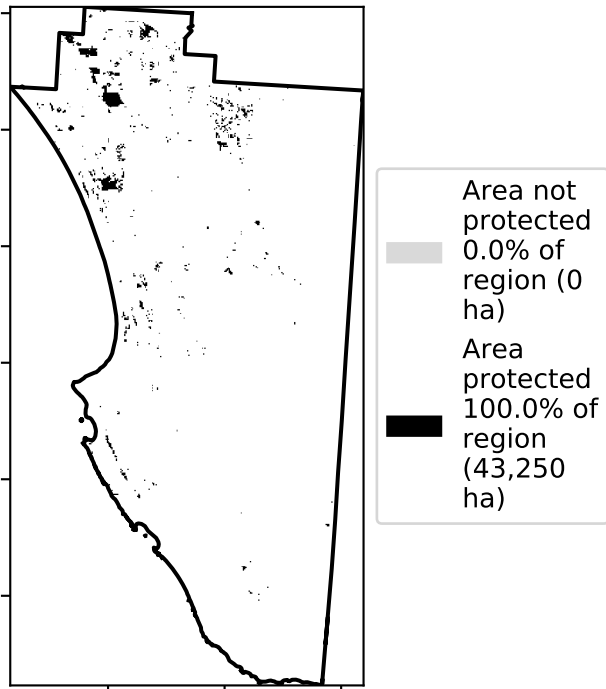 Area not
protected
0.0% of
region (0
ha)
Area
protected
100.0% of
region
(43,250
ha)